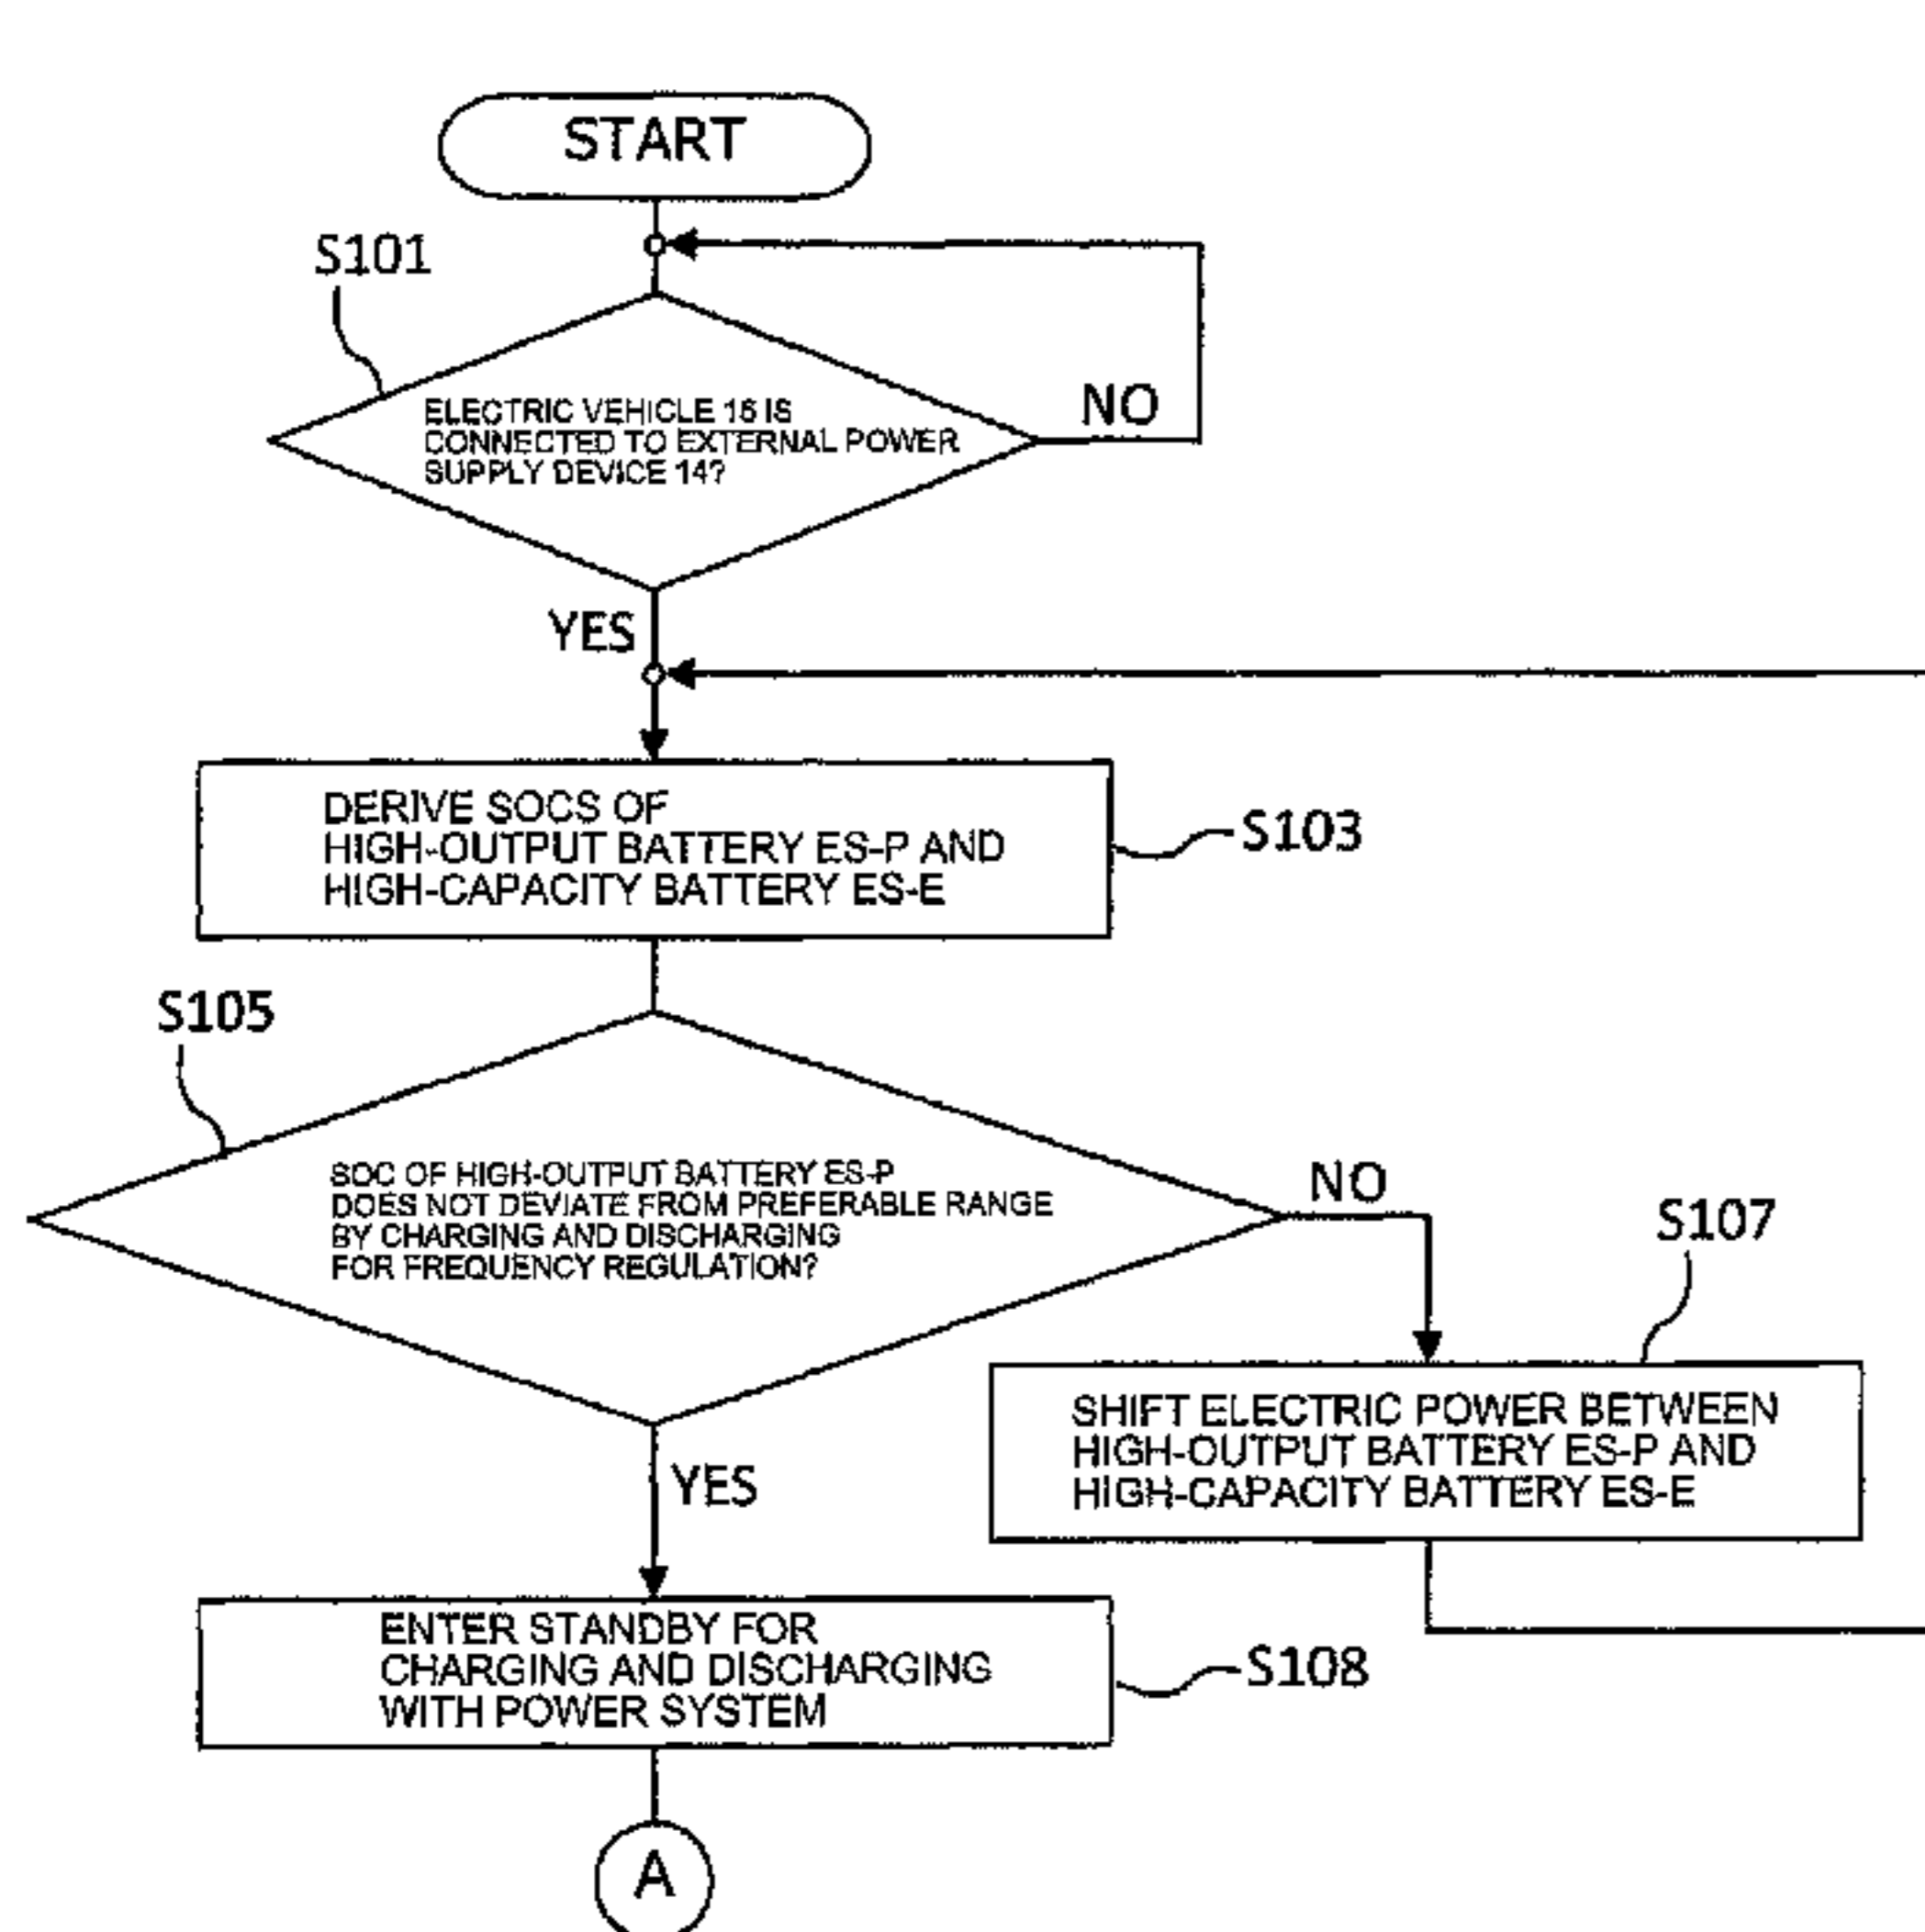 START
S101
NO
ELECTRIC VEHICLE 16 IS
CONNECTED TO EXTERNAL POWER
SUPPLY DEVICE 14?
YES
DERIVE SOCS OF
HIGH-OUTPUT BATTERY ES-P AND
HIGH-CAPACITY BATTERY ES-E
S103
S105
SOC OF HIGH-OUTPUT BATTERY ES-P
DOES NOT DEVIATE FROM PREFERABLE RANGE
BY CHARGING AND DISCHARGING
FOR FREQUENCY REGULATION?
NO
S107
SHIFT ELECTRIC POWER BETWEEN
HIGH-OUTPUT BATTERY ES-P AND
HIGH-CAPACITY BATTERY ES-E
YES
ENTER STANDBY FOR
CHARGING AND DISCHARGING
WITH POWER SYSTEM
S108
A